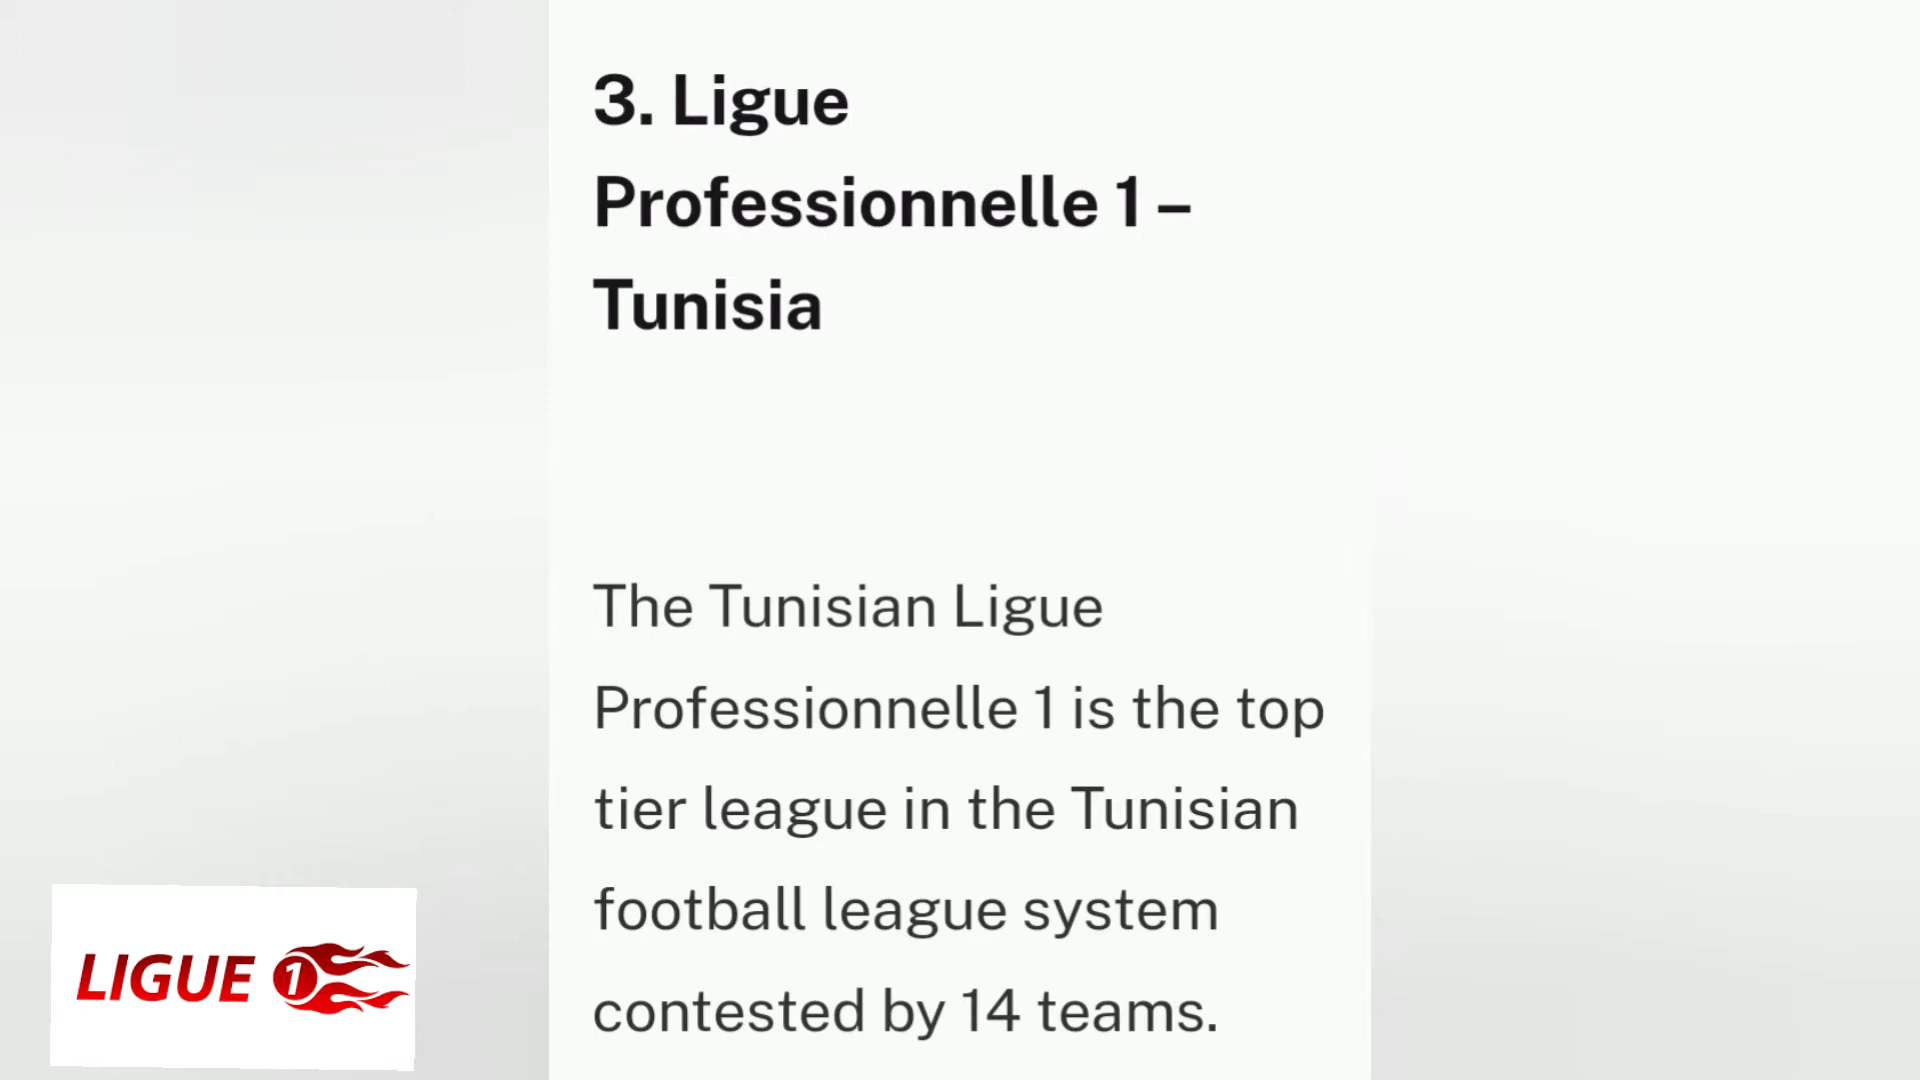 3. Ligue
Professionnelle 1 –
Tunisia
The Tunisian Ligue
Professionnelle 1 is the top
tier league in the Tunisian
football league system
contested by 14 teams.
LIGUE 1